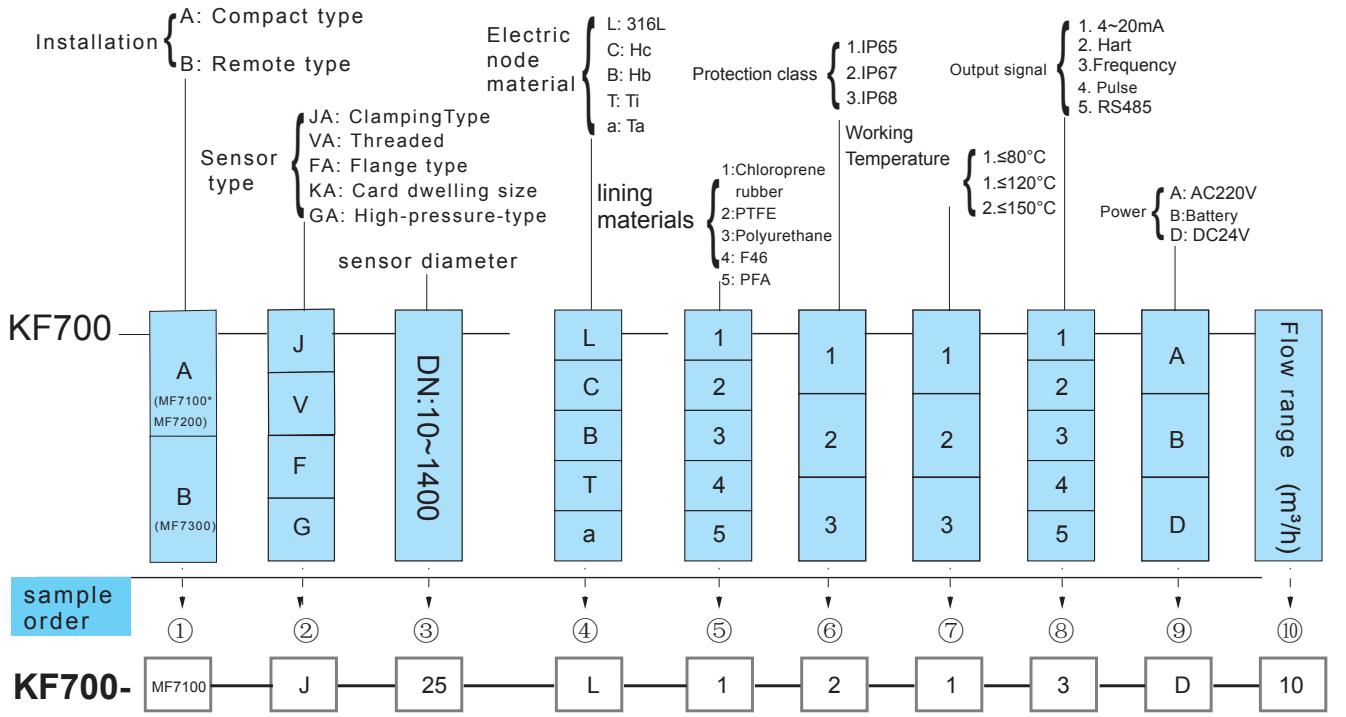 Installation
A: Compact type
B: Remote type
Sensor
type
JA: ClampingType
VA: Threaded
FA: Flange type
KA: Card dwelling size
GA: High-pressure-type
sensor diameter
Electric
node
material
L: 316L
C: Hc
B: Hb
T: Ti
a: Ta
lining
materials
1:Chloroprene
rubber
2:PTFE
3:Polyurethane
4: F46
5: PFA
Protection class
1.IP65
2.IP67
3.IP68
Working
Temperature
1.≤80°C
1.≤120°C
2.≤150°C
Output signal
1. 4~20mA
2. Hart
3.Frequency
4. Pulse
5. RS485
Power
A: AC220V
B:Battery
D: DC24V
KF700
A
(MF7100*
MF7200)
B
(MF7300)
J
V
F
G
DN:10~1400
L
C
B
T
a
1
2
3
4
5
1
2
3
1
2
3
1
2
3
4
5
A
B
D
Flow range (m³/h)
sample
order
① ② ③ ④ ⑤ ⑥ ⑦ ⑧ ⑨ ⑩
KF700- MF7100 J 25 L 1 2 1 3 D 10